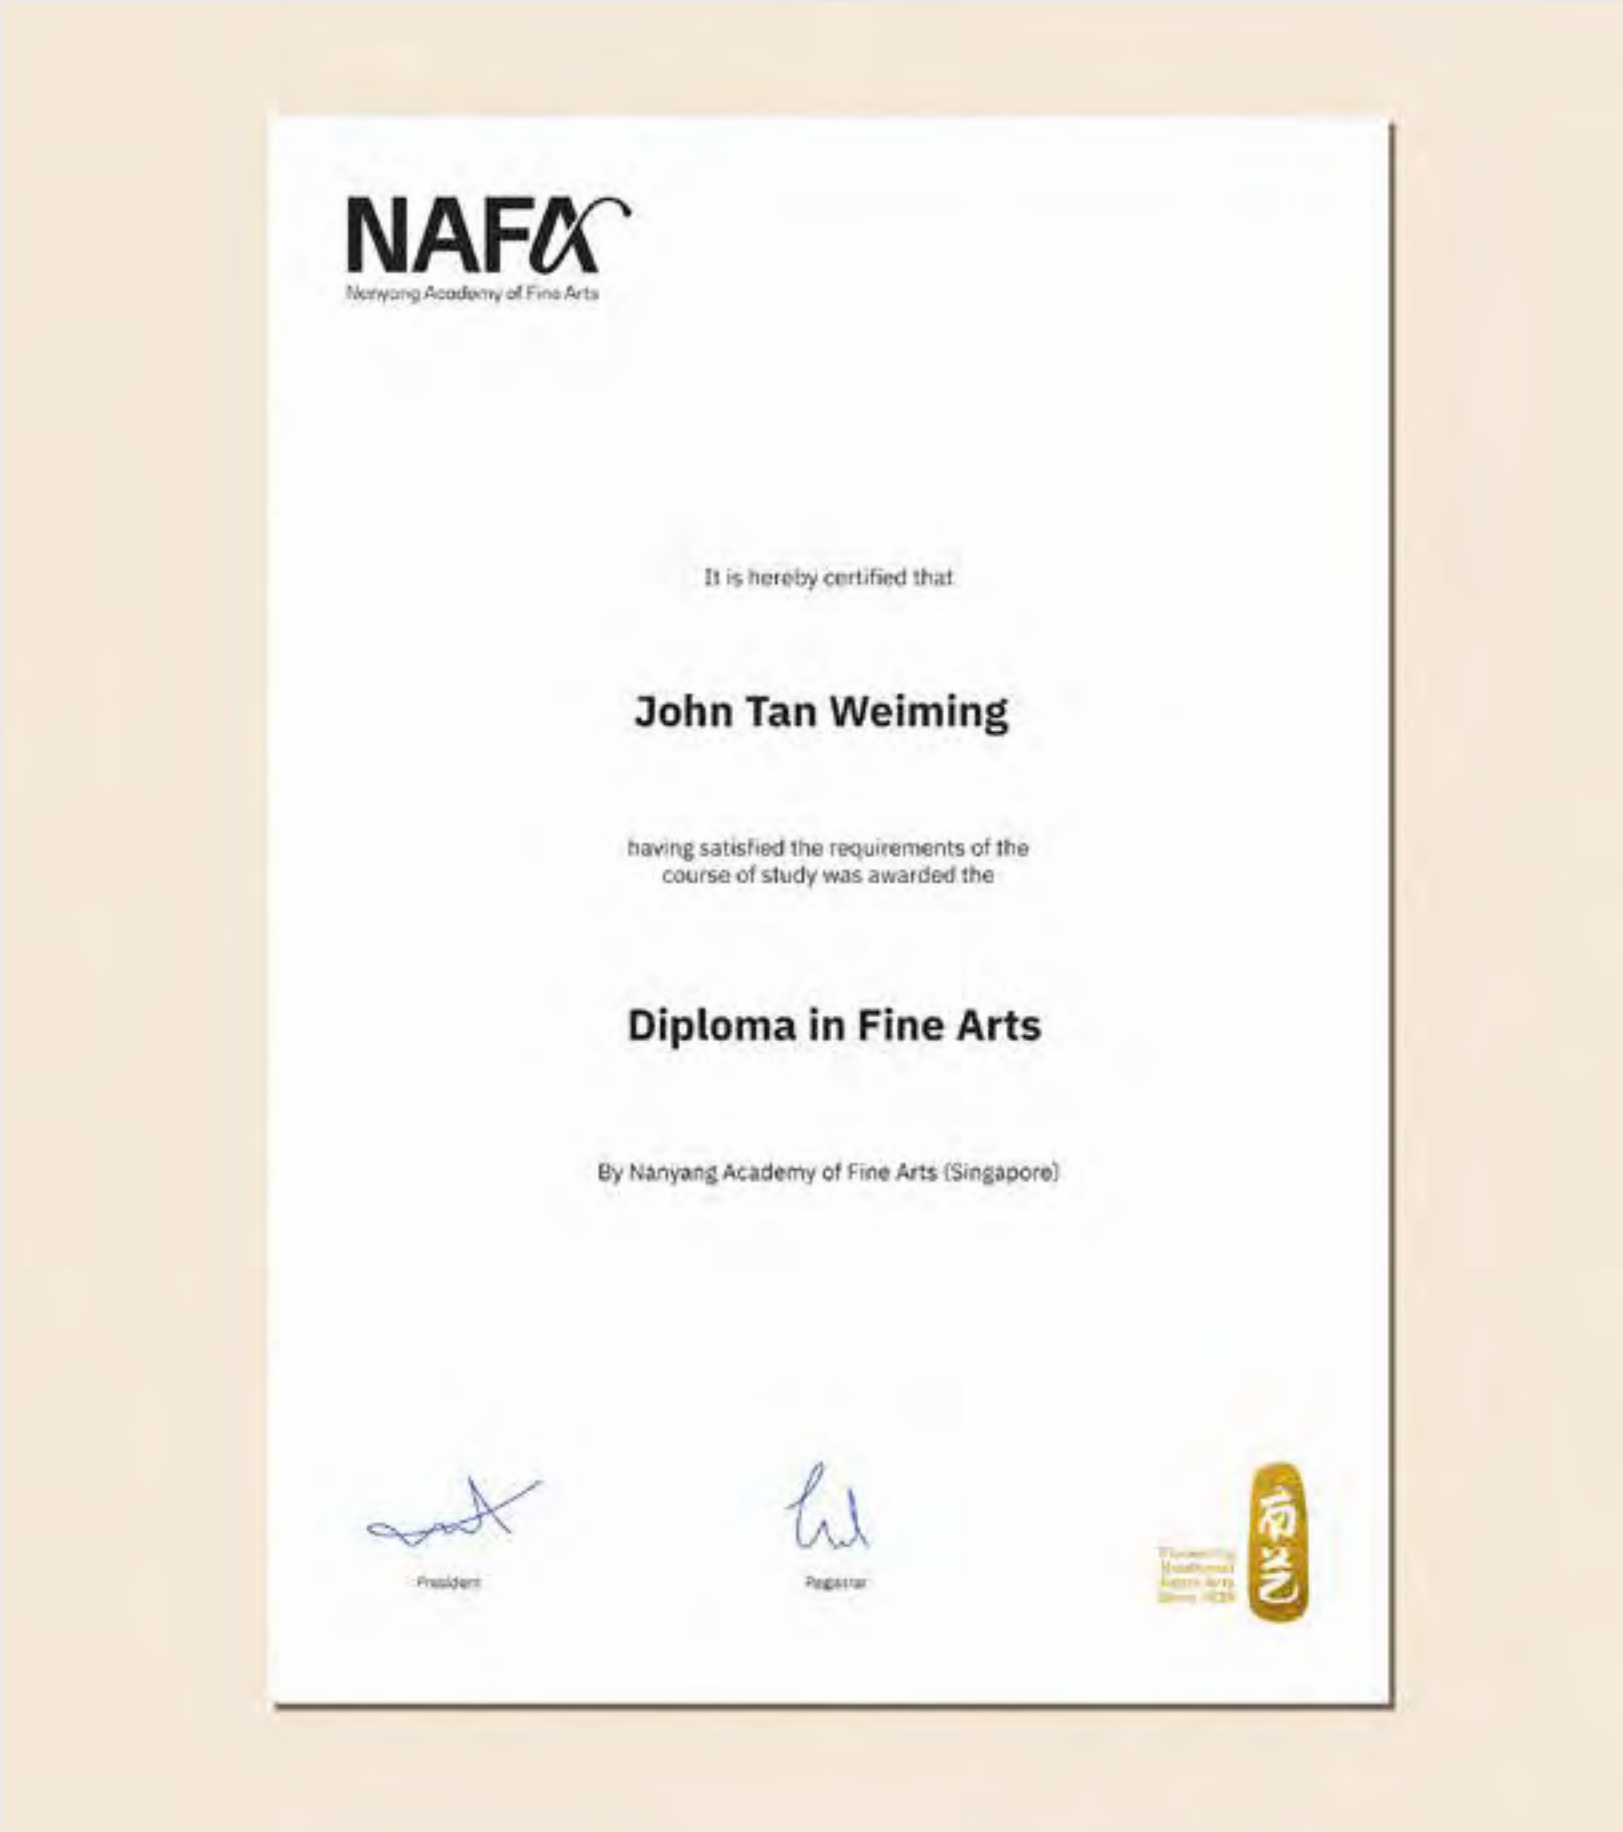 NAFA
Nanyang Academy of Fine Arts
It is hereby certified that
John Tan Weiming
having satisfied the requirements of the
course of study was awarded the
Diploma in Fine Arts
By Nanyang Academy of Fine Arts (Singapore)
President
Registrar
南艺